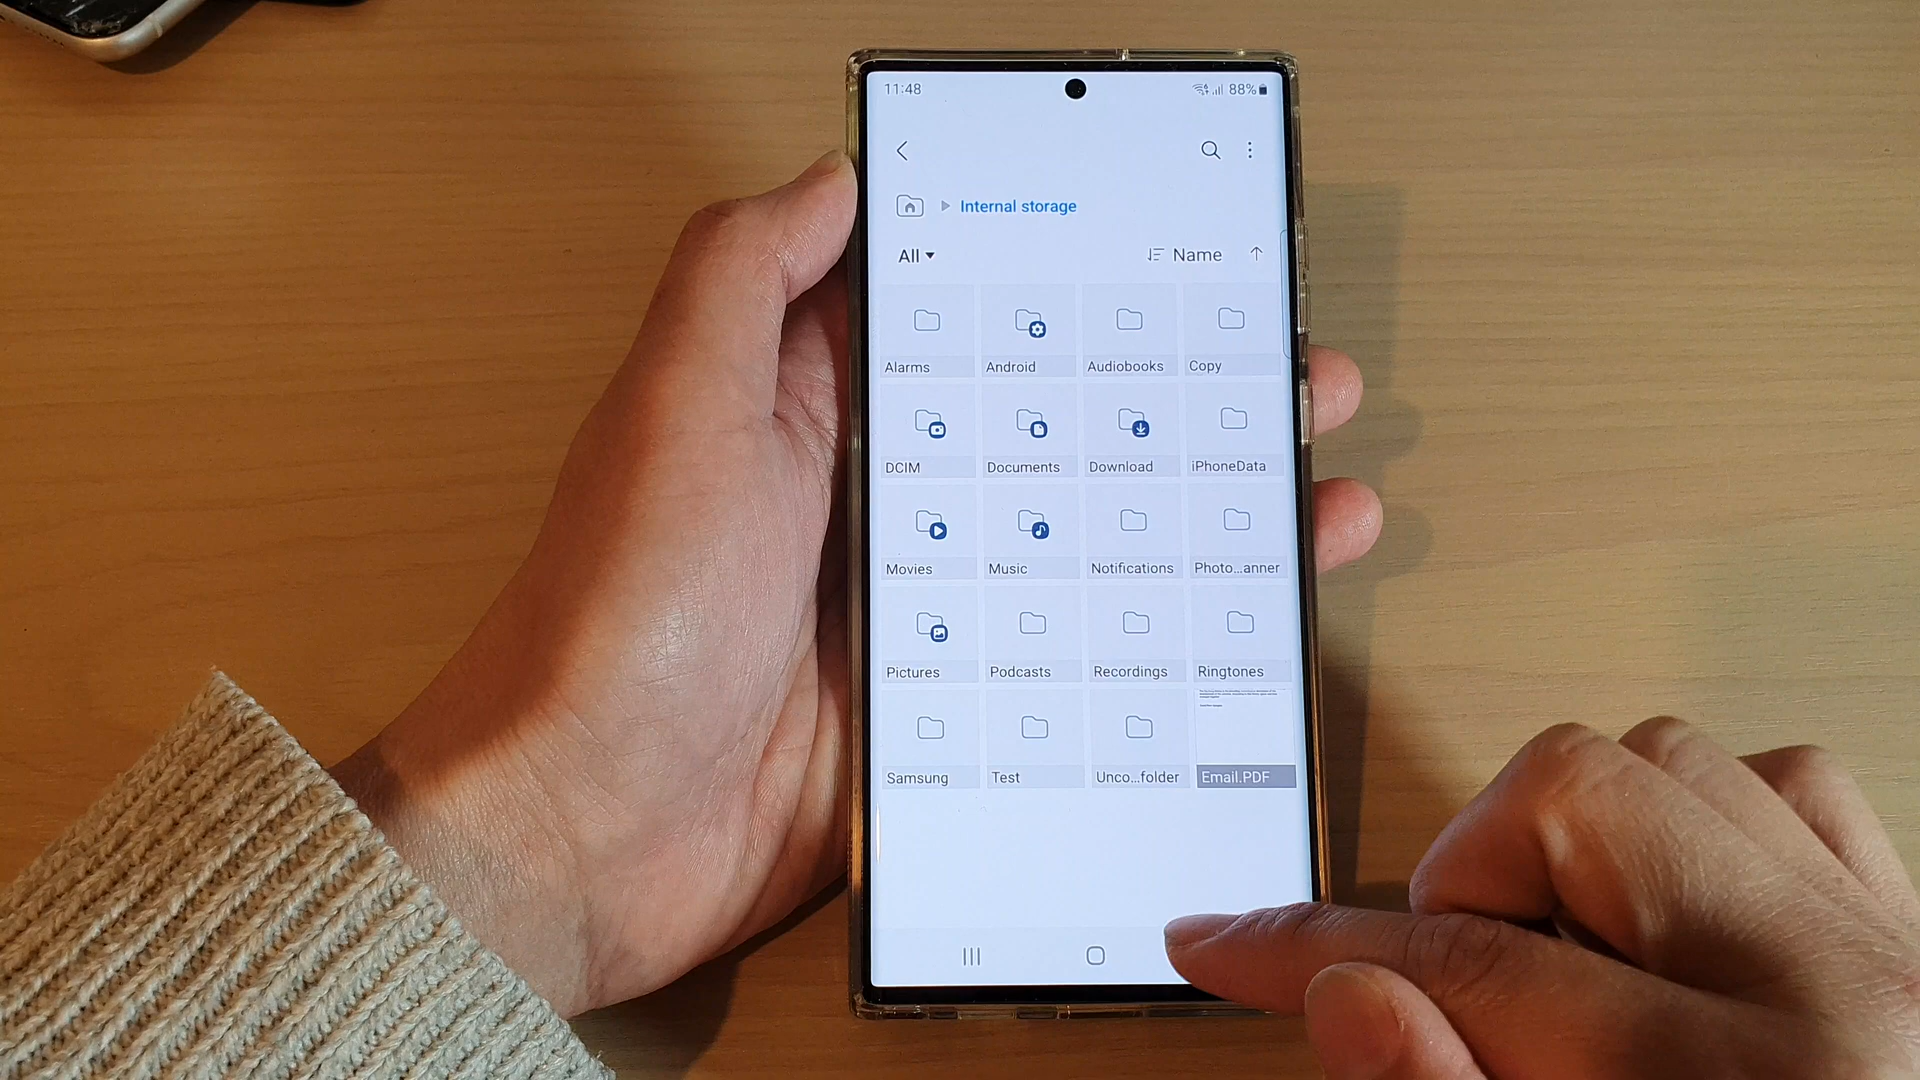 11:48 88%
Internal storage
All Name
Alarms Android Audiobooks Copy
DCIM Documents Download iPhoneData
Movies Music Notifications Photo...anner
Pictures Podcasts Recordings Ringtones
Samsung Test Unco...folder Email.PDF